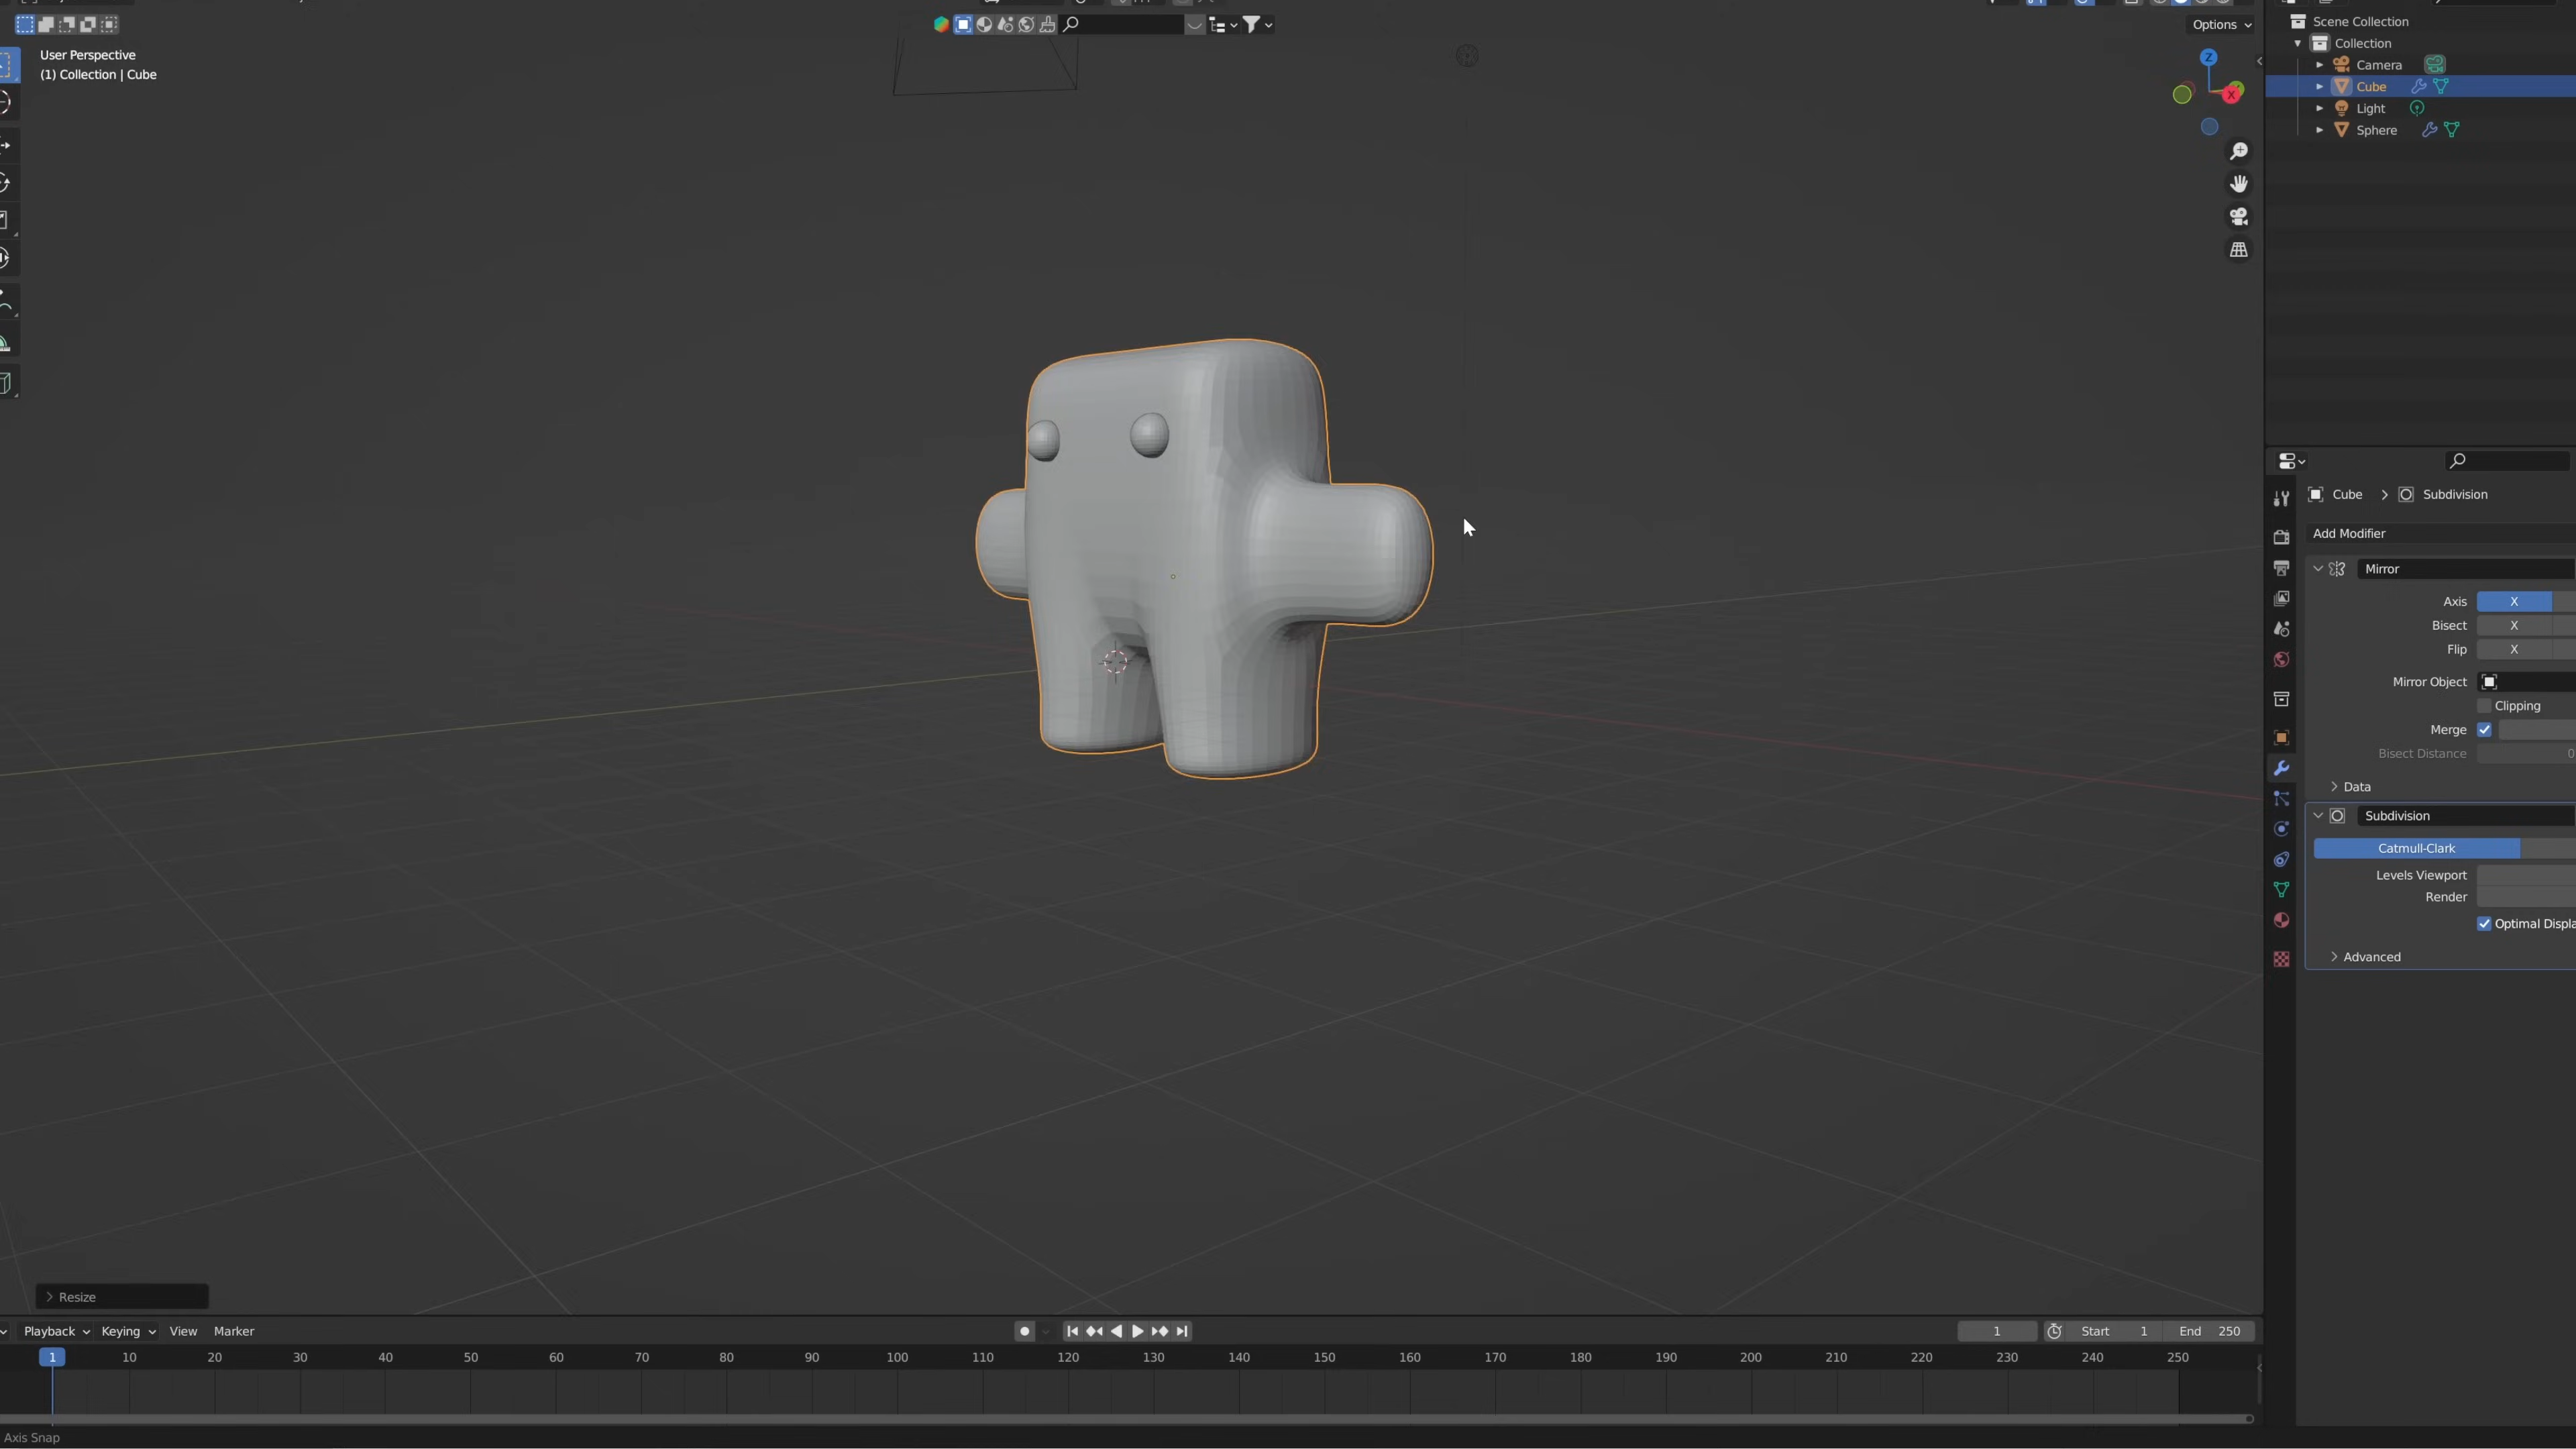 Options
User Perspective
(1) Collection | Cube
Z
X
Scene Collection
Collection
Camera
Cube
Light
Sphere
Cube > Subdivision
Add Modifier
Mirror
Axis X
Bisect X
Flip X
Mirror Object
Clipping
Merge
Bisect Distance 0
Data
Subdivision
Catmull-Clark
Levels Viewport
Render
Optimal Displa
Advanced
Resize
Playback Keying View Marker
1 Start 1 End 250
1 10 20 30 40 50 60 70 80 90 100 110 120 130 140 150 160 170 180 190 200 210 220 230 240 250
Axis Snap